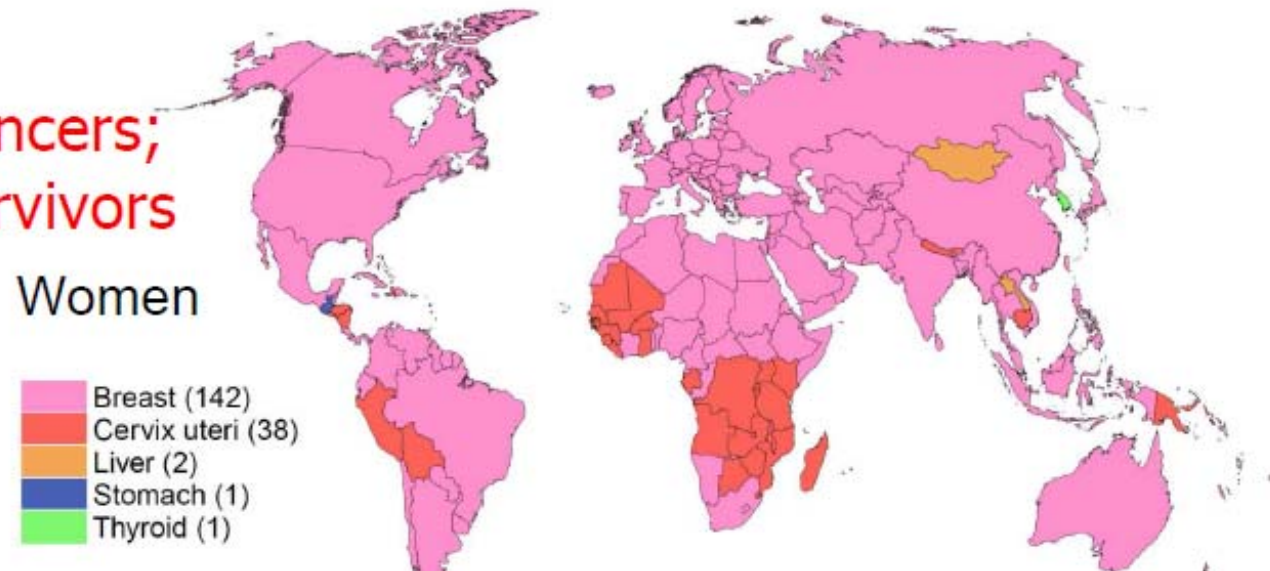 ncers;
rvivors
Women
Breast (142)
Cervix uteri (38)
Liver (2)
Stomach (1)
Thyroid (1)